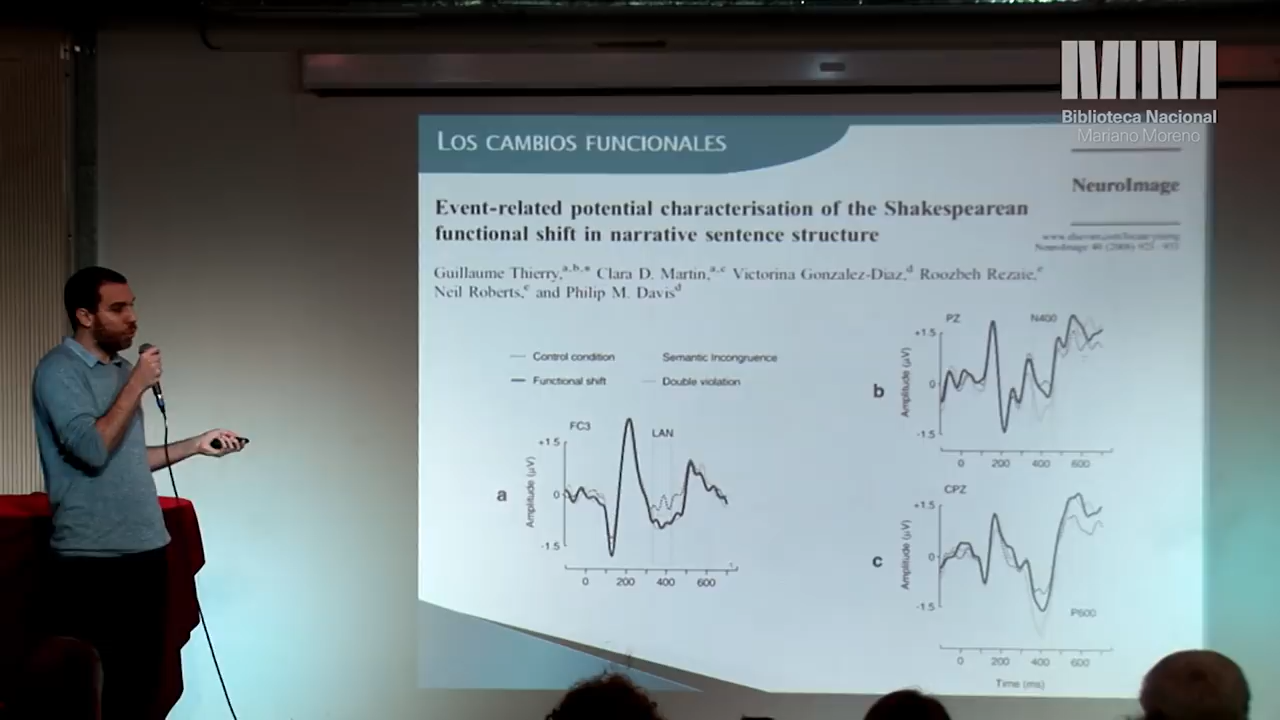 Biblioteca Nacional
Mariano Moreno
LOS CAMBIOS FUNCIONALES
NeuroImage
Event-related potential characterisation of the Shakespearean
functional shift in narrative sentence structure
Guillaume Thierry,a,b,* Clara D. Martin,a,c Victorina Gonzalez-Diaz,d Roozbeh Rezaie,e
Neil Roberts,e and Philip M. Davisd
Control condition
Semantic Incongruence
Functional shift
Double violation
a
FC3
LAN
Amplitude (µV)
+1.5
0
-1.5
0 200 400 600
b
PZ
N400
Amplitude (µV)
+1.5
0
-1.5
0 200 400 600
c
CPZ
P600
Amplitude (µV)
+1.5
0
-1.5
0 200 400 600
Time (ms)